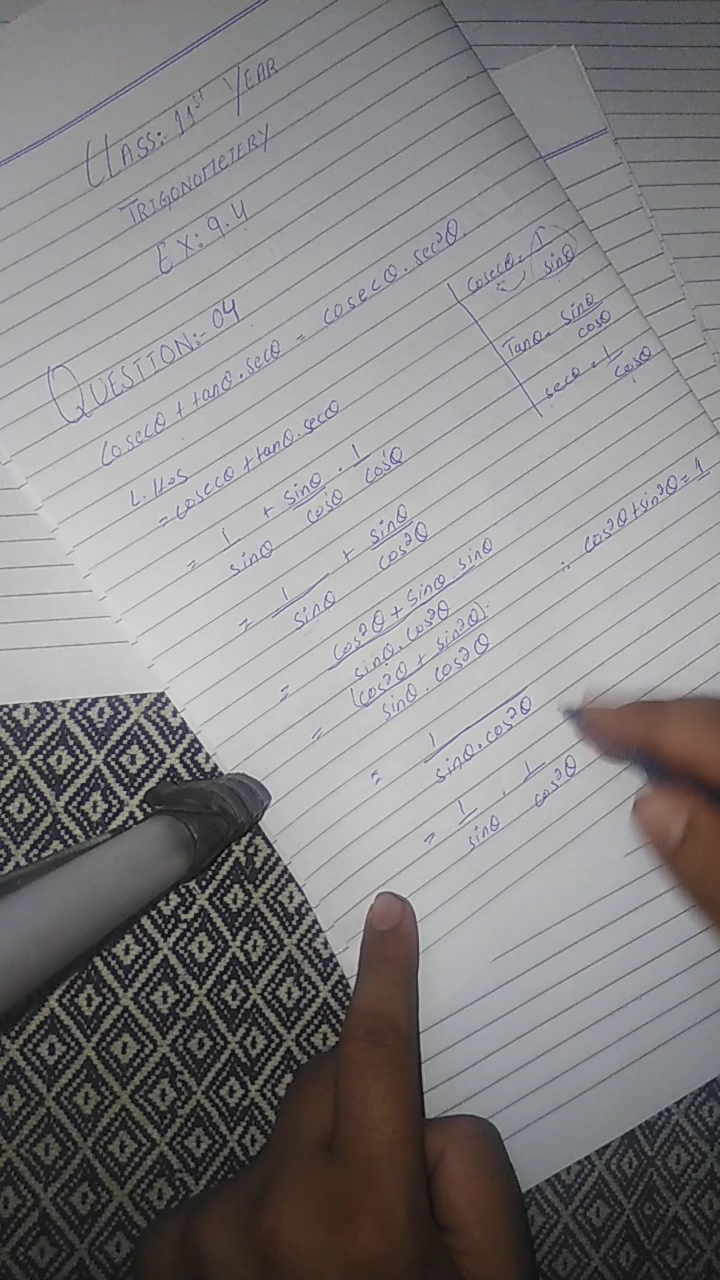 CLASS: 11st YEAR
TRIGONOMETERY
EX: 9.4
QUESTION:- 04
cosecθ + tanθ . secθ = cosecθ . sec²θ.
cosecθ = 1/sinθ
Tanθ = sinθ/cosθ
secθ = 1/cosθ
L.H.S
= cosecθ + tanθ . secθ
= 1/sinθ + sinθ/cosθ . 1/cosθ
= 1/sinθ + sinθ/cos²θ
= cos²θ + sinθ . sinθ / sinθ . cos²θ
= (cos²θ + sin²θ) / sinθ . cos²θ
∴ cos²θ + sin²θ = 1
= 1/sinθ . cos²θ
= 1/sinθ . 1/cos²θ